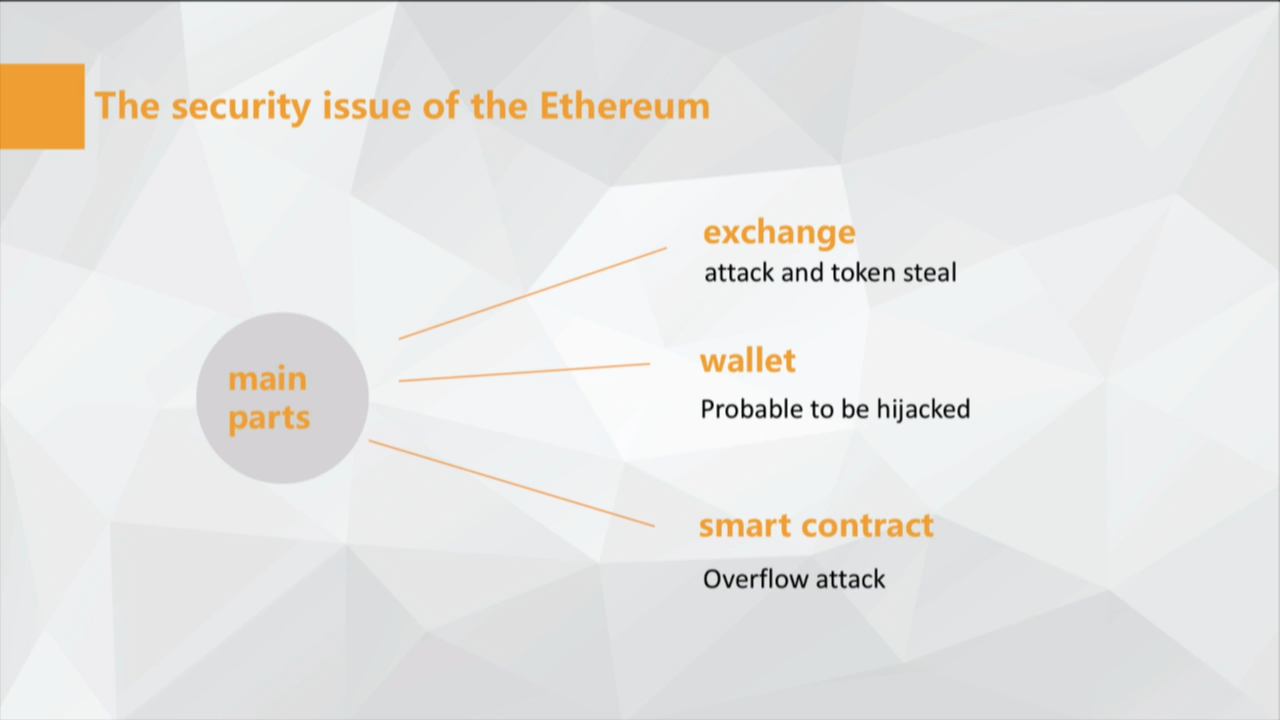 The security issue of the Ethereum
exchange
attack and token steal
main
parts
wallet
Probable to be hijacked
smart contract
Overflow attack